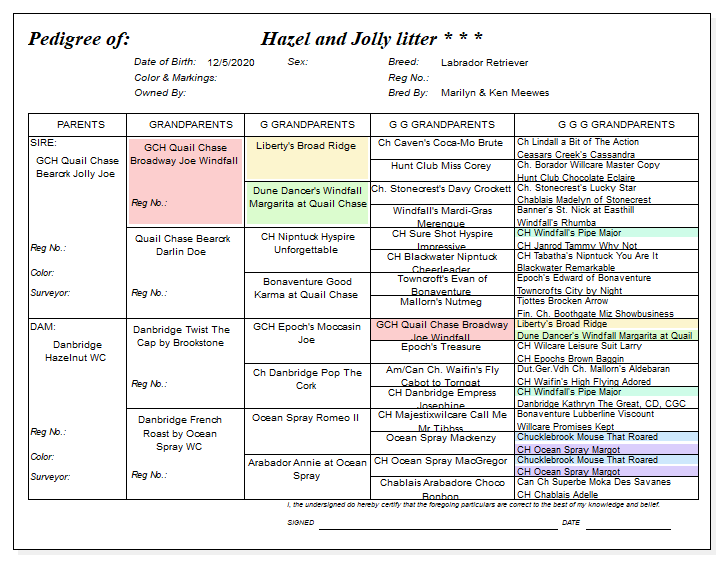 Pedigree of: Hazel and Jolly litter * * *
Date of Birth: 12/5/2020 Sex: Breed: Labrador Retriever
Color & Markings: Reg No.:
Owned By: Bred By: Marilyn & Ken Meewes
PARENTS GRANDPARENTS G GRANDPARENTS G G GRANDPARENTS G G G GRANDPARENTS
SIRE:
GCH Quail Chase
Bearork Jolly Joe
Reg No.:
Color:
Surveyor:
GCH Quail Chase
Broadway Joe Windfall
Reg No.:
Quail Chase Bearork
Darlin Doe
Reg No.:
Liberty's Broad Ridge
Dune Dancer's Windfall
Margarita at Quail Chase
CH Nipntuck Hyspire
Unforgettable
Bonaventure Good
Karma at Quail Chase
Ch Caven's Coca-Mo Brute
Hunt Club Miss Corey
Ch. Stonecrest's Davy Crockett
Windfall's Mardi-Gras
Merengue
CH Sure Shot Hyspire
Impressive
CH Blackwater Nipntuck
Cheerleader
Towncroft's Evan of
Bonaventure
Mallorn's Nutmeg
Ch Lindall a Bit of The Action
Ceasars Creek's Cassandra
Ch. Borador Willcare Master Copy
Hunt Club Chocolate Eclaire
Ch. Stonecrest's Lucky Star
Chablais Madelyn of Stonecrest
Banner's St. Nick at Easthill
Windfall's Rhumba
CH Windfall's Pipe Major
CH Janrod Tammy Why Not
CH Tabatha's Nipntuck You Are It
Blackwater Remarkable
Epoch's Edward of Bonaventure
Towncrofts City by Night
Tjottes Brocken Arrow
Fin. Ch. Boothgate Miz Showbusiness
DAM:
Danbridge
Hazelnut WC
Reg No.:
Color:
Surveyor:
Danbridge Twist The
Cap by Brookstone
Reg No.:
Danbridge French
Roast by Ocean
Spray WC
Reg No.:
GCH Epoch's Moccasin
Joe
Ch Danbridge Pop The
Cork
Ocean Spray Romeo II
Arabador Annie at Ocean
Spray
GCH Quail Chase Broadway
Joe Windfall
Epoch's Treasure
Am/Can Ch. Waifin's Fly
Cabot to Torngat
CH Danbridge Empress
Josephine
CH Majestixwilcare Call Me
Mr Tibbss
Ocean Spray Mackenzy
CH Ocean Spray MacGregor
Chablais Arabadore Choco
Bonbon
Liberty's Broad Ridge
Dune Dancer's Windfall Margarita at Quail
CH Wilcare Leisure Suit Larry
CH Epochs Brown Baggin
Dut.Ger.Vdh Ch. Mallorn's Aldebaran
CH Waifin's High Flying Adored
CH Windfall's Pipe Major
Danbridge Kathryn The Great, CD, CGC
Bonaventure Lubberline Viscount
Willcare Promises Kept
Chucklebrook Mouse That Roared
CH Ocean Spray Margot
Chucklebrook Mouse That Roared
CH Ocean Spray Margot
Can Ch Superbe Moka Des Savanes
CH Chablais Adelle
I, the undersigned do hereby certify that the foregoing particulars are correct to the best of my knowledge and belief.
SIGNED DATE